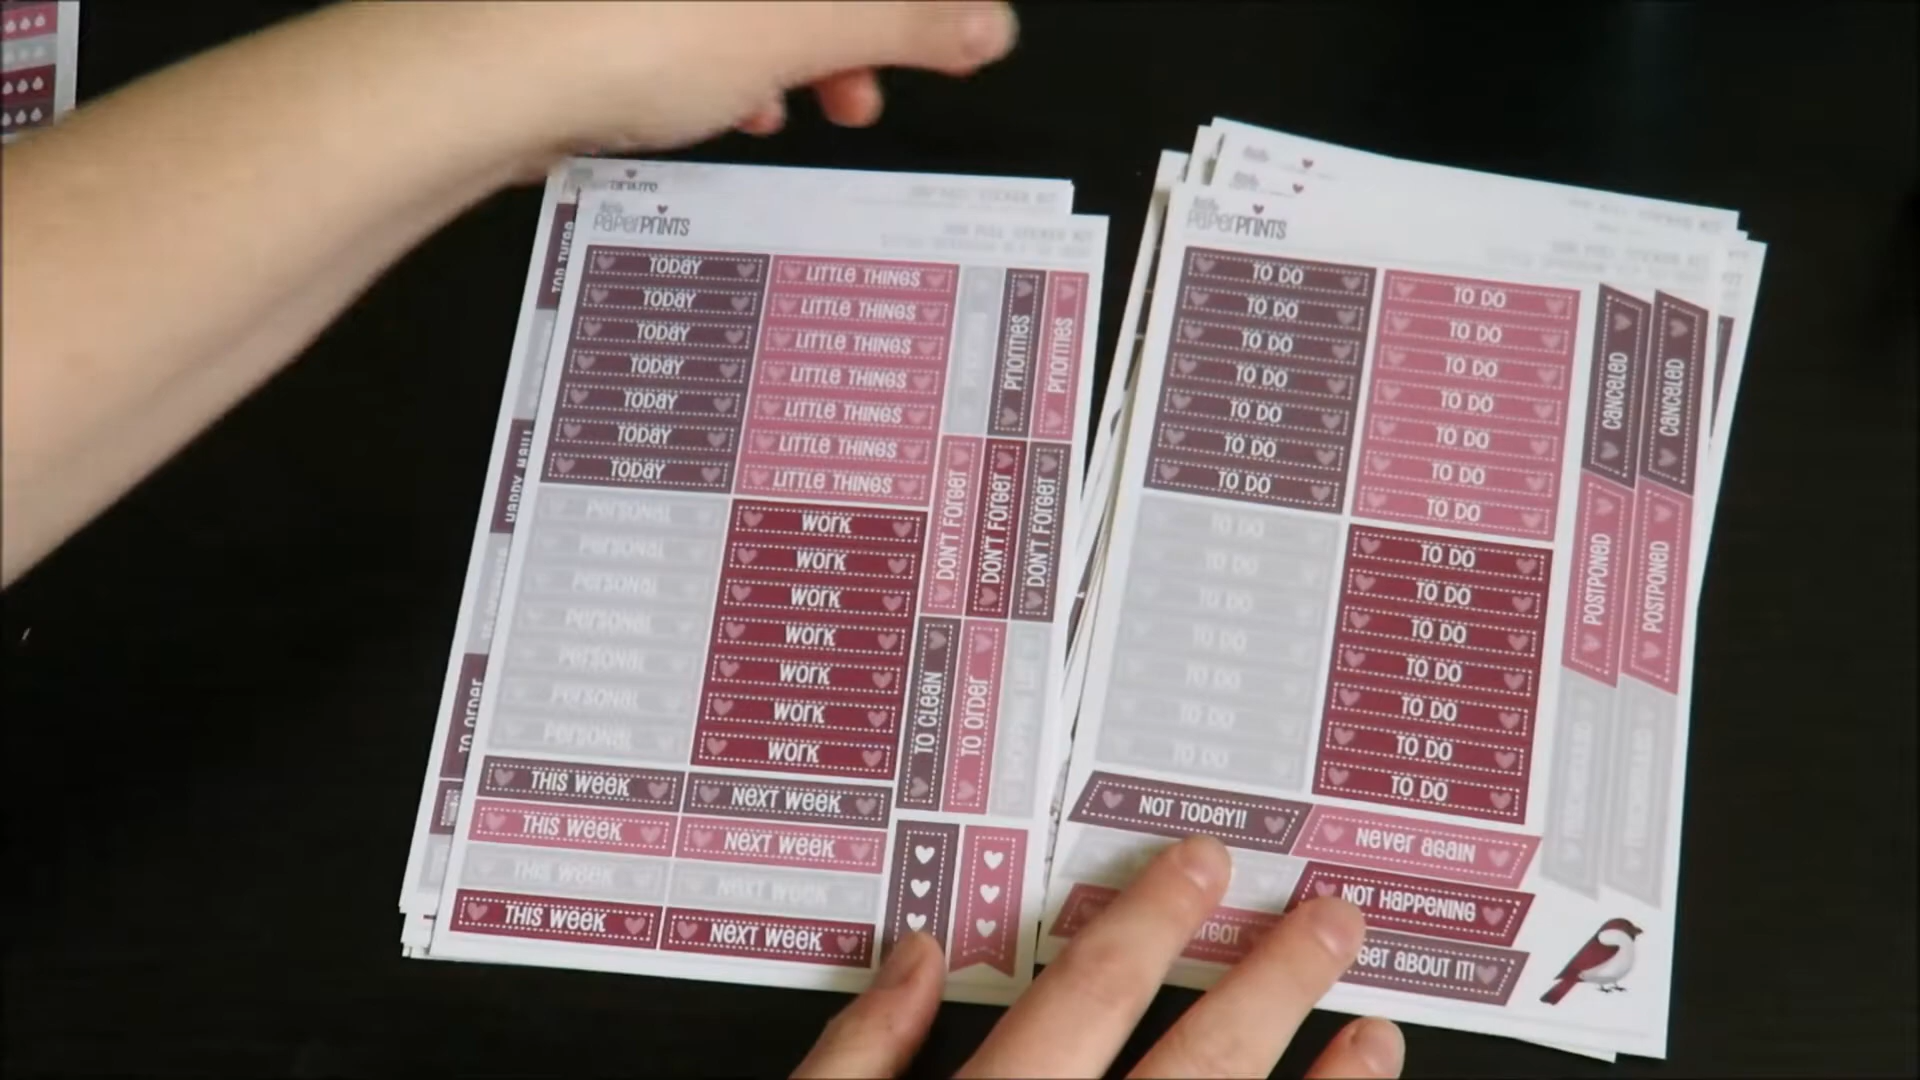 PaperPrints
TODAY
TODAY
TODAY
TODAY
TODAY
TODAY
TODAY
LITTLE THINGS
LITTLE THINGS
LITTLE THINGS
LITTLE THINGS
LITTLE THINGS
LITTLE THINGS
LITTLE THINGS
PRIORITIES
PRIORITIES
PERSONAL
PERSONAL
PERSONAL
PERSONAL
PERSONAL
PERSONAL
PERSONAL
WORK
WORK
WORK
WORK
WORK
WORK
WORK
DON'T FORGET
DON'T FORGET
DON'T FORGET
TO CLEAN
TO ORDER
THIS WEEK
NEXT WEEK
THIS WEEK
NEXT WEEK
THIS WEEK
NEXT WEEK
THIS WEEK
NEXT WEEK
TOP THREE
HAPPY MAIL
TO ORDER
PaperPrints
TO DO
TO DO
TO DO
TO DO
TO DO
TO DO
TO DO
TO DO
TO DO
TO DO
TO DO
TO DO
TO DO
TO DO
CANCELED
CANCELED
TO DO
TO DO
TO DO
TO DO
TO DO
TO DO
TO DO
TO DO
TO DO
TO DO
TO DO
TO DO
TO DO
TO DO
POSTPONED
POSTPONED
NOT TODAY!!
NEVER AGAIN
NOT HAPPENING
ABOUT IT!